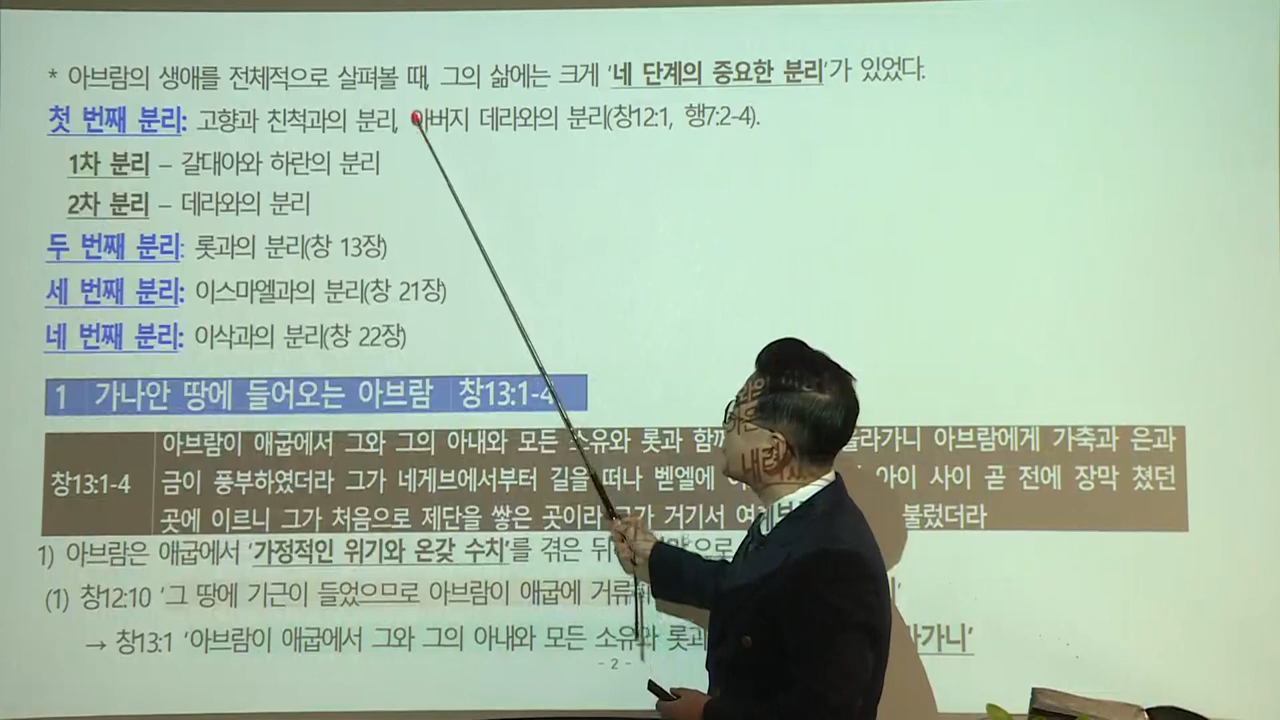 * 아브람의 생애를 전체적으로 살펴볼 때, 그의 삶에는 크게 '네 단계의 중요한 분리'가 있었다.
첫 번째 분리: 고향과 친척과의 분리, 아버지 데라와의 분리(창12:1, 행7:2-4).
1차 분리 – 갈대아와 하란의 분리
2차 분리 – 데라와의 분리
두 번째 분리: 롯과의 분리(창 13장)
세 번째 분리: 이스마엘과의 분리(창 21장)
네 번째 분리: 이삭과의 분리(창 22장)
1 가나안 땅에 들어오는 아브람 창13:1-4
창13:1-4
아브람이 애굽에서 그와 그의 아내와 모든 소유와 롯과 함께 올라가니 아브람에게 가축과 은과
금이 풍부하였더라 그가 네게브에서부터 길을 떠나 벧엘에 아이 사이 곧 전에 장막 쳤던
곳에 이르니 그가 처음으로 제단을 쌓은 곳이라 그가 거기서 불렀더라
1) 아브람은 애굽에서 '가정적인 위기와 온갖 수치'를 겪은 뒤
(1) 창12:10 '그 땅에 기근이 들었으므로 아브람이 애굽에 거류
→ 창13:1 '아브람이 애굽에서 그와 그의 아내와 모든 소유와 롯과 라가니'
- 2 -